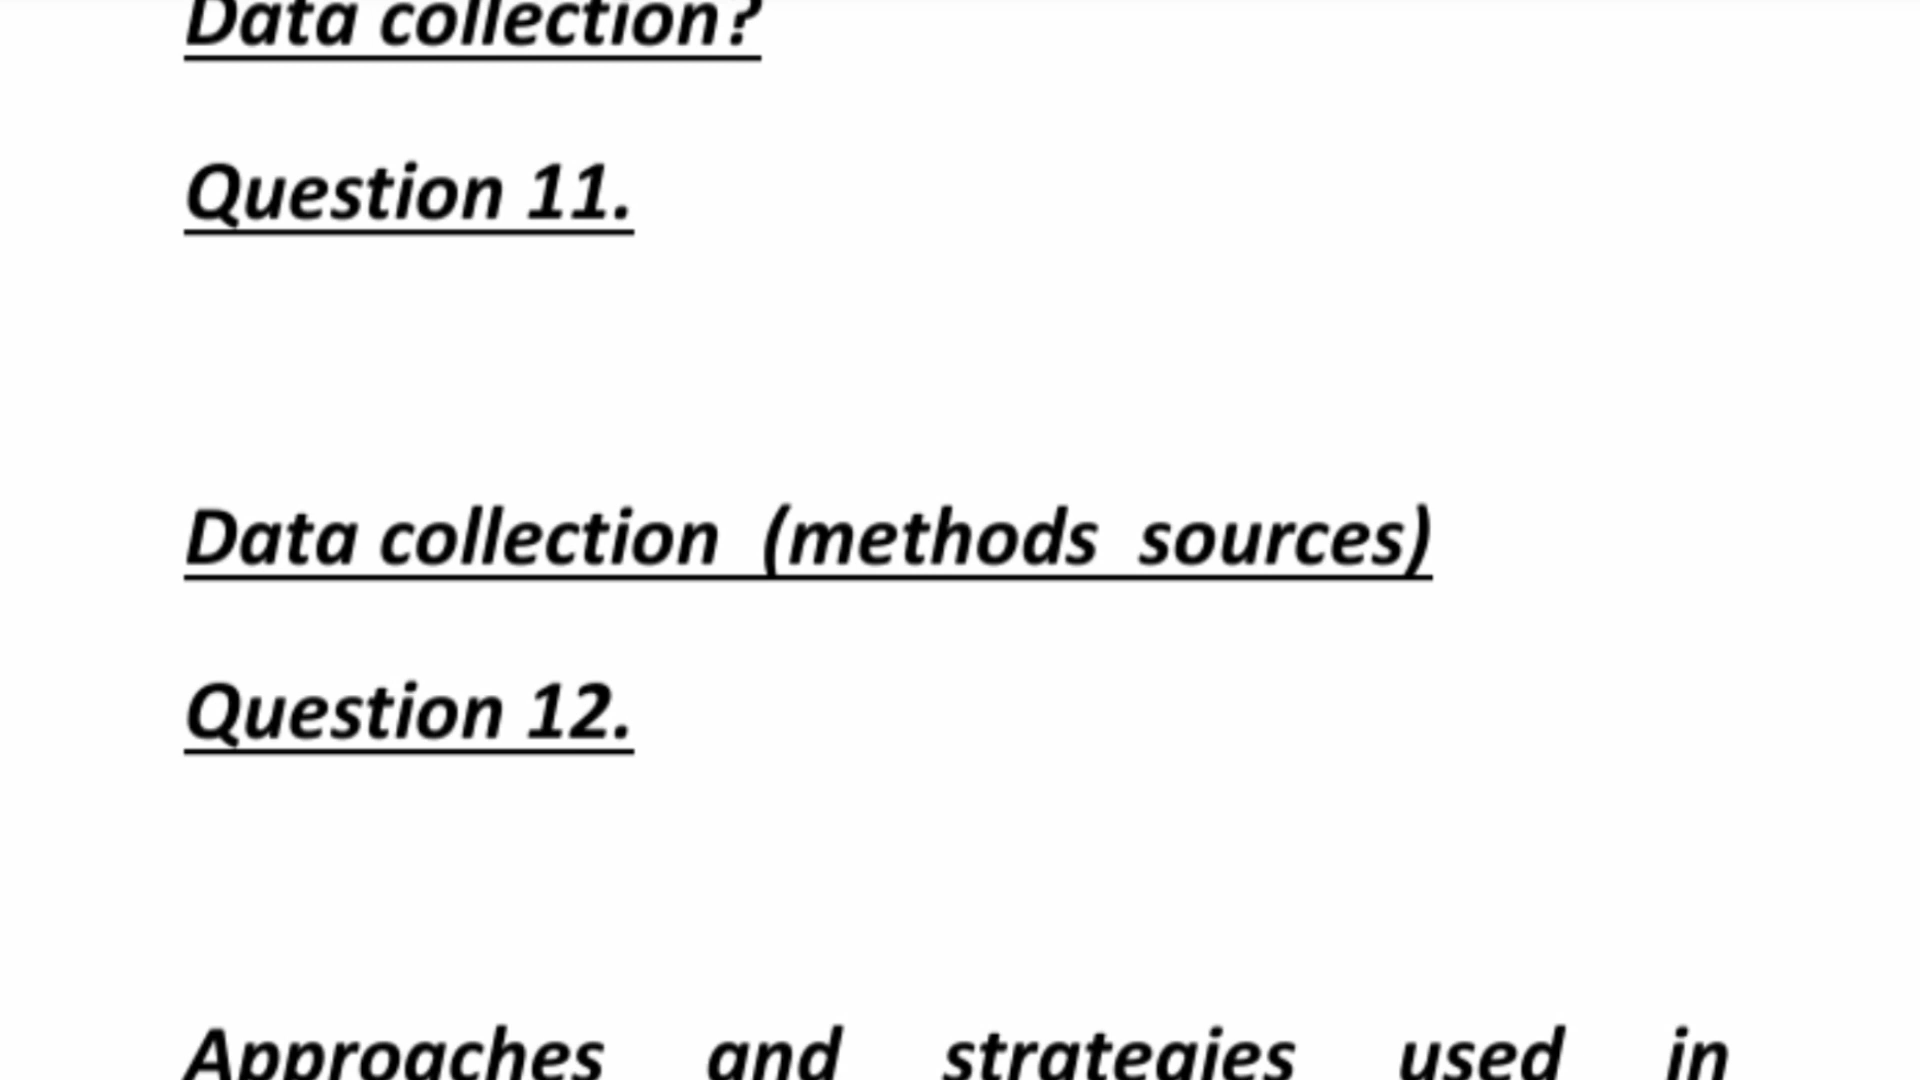 Data collection?
Question 11.
Data collection (methods sources)
Question 12.
Approaches and strategies used in